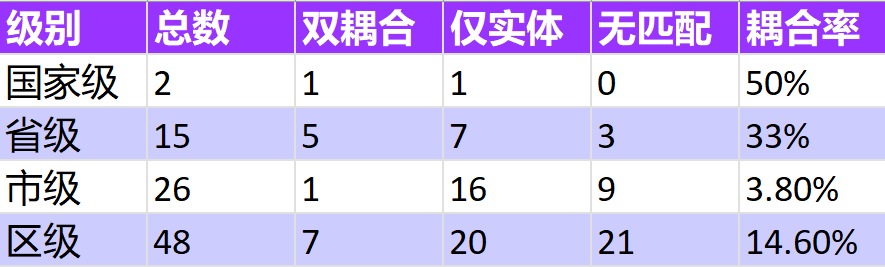 级别 总数 双耦合 仅实体 无匹配 耦合率
国家级 2 1 1 0 50%
省级 15 5 7 3 33%
市级 26 1 16 9 3.80%
区级 48 7 20 21 14.60%